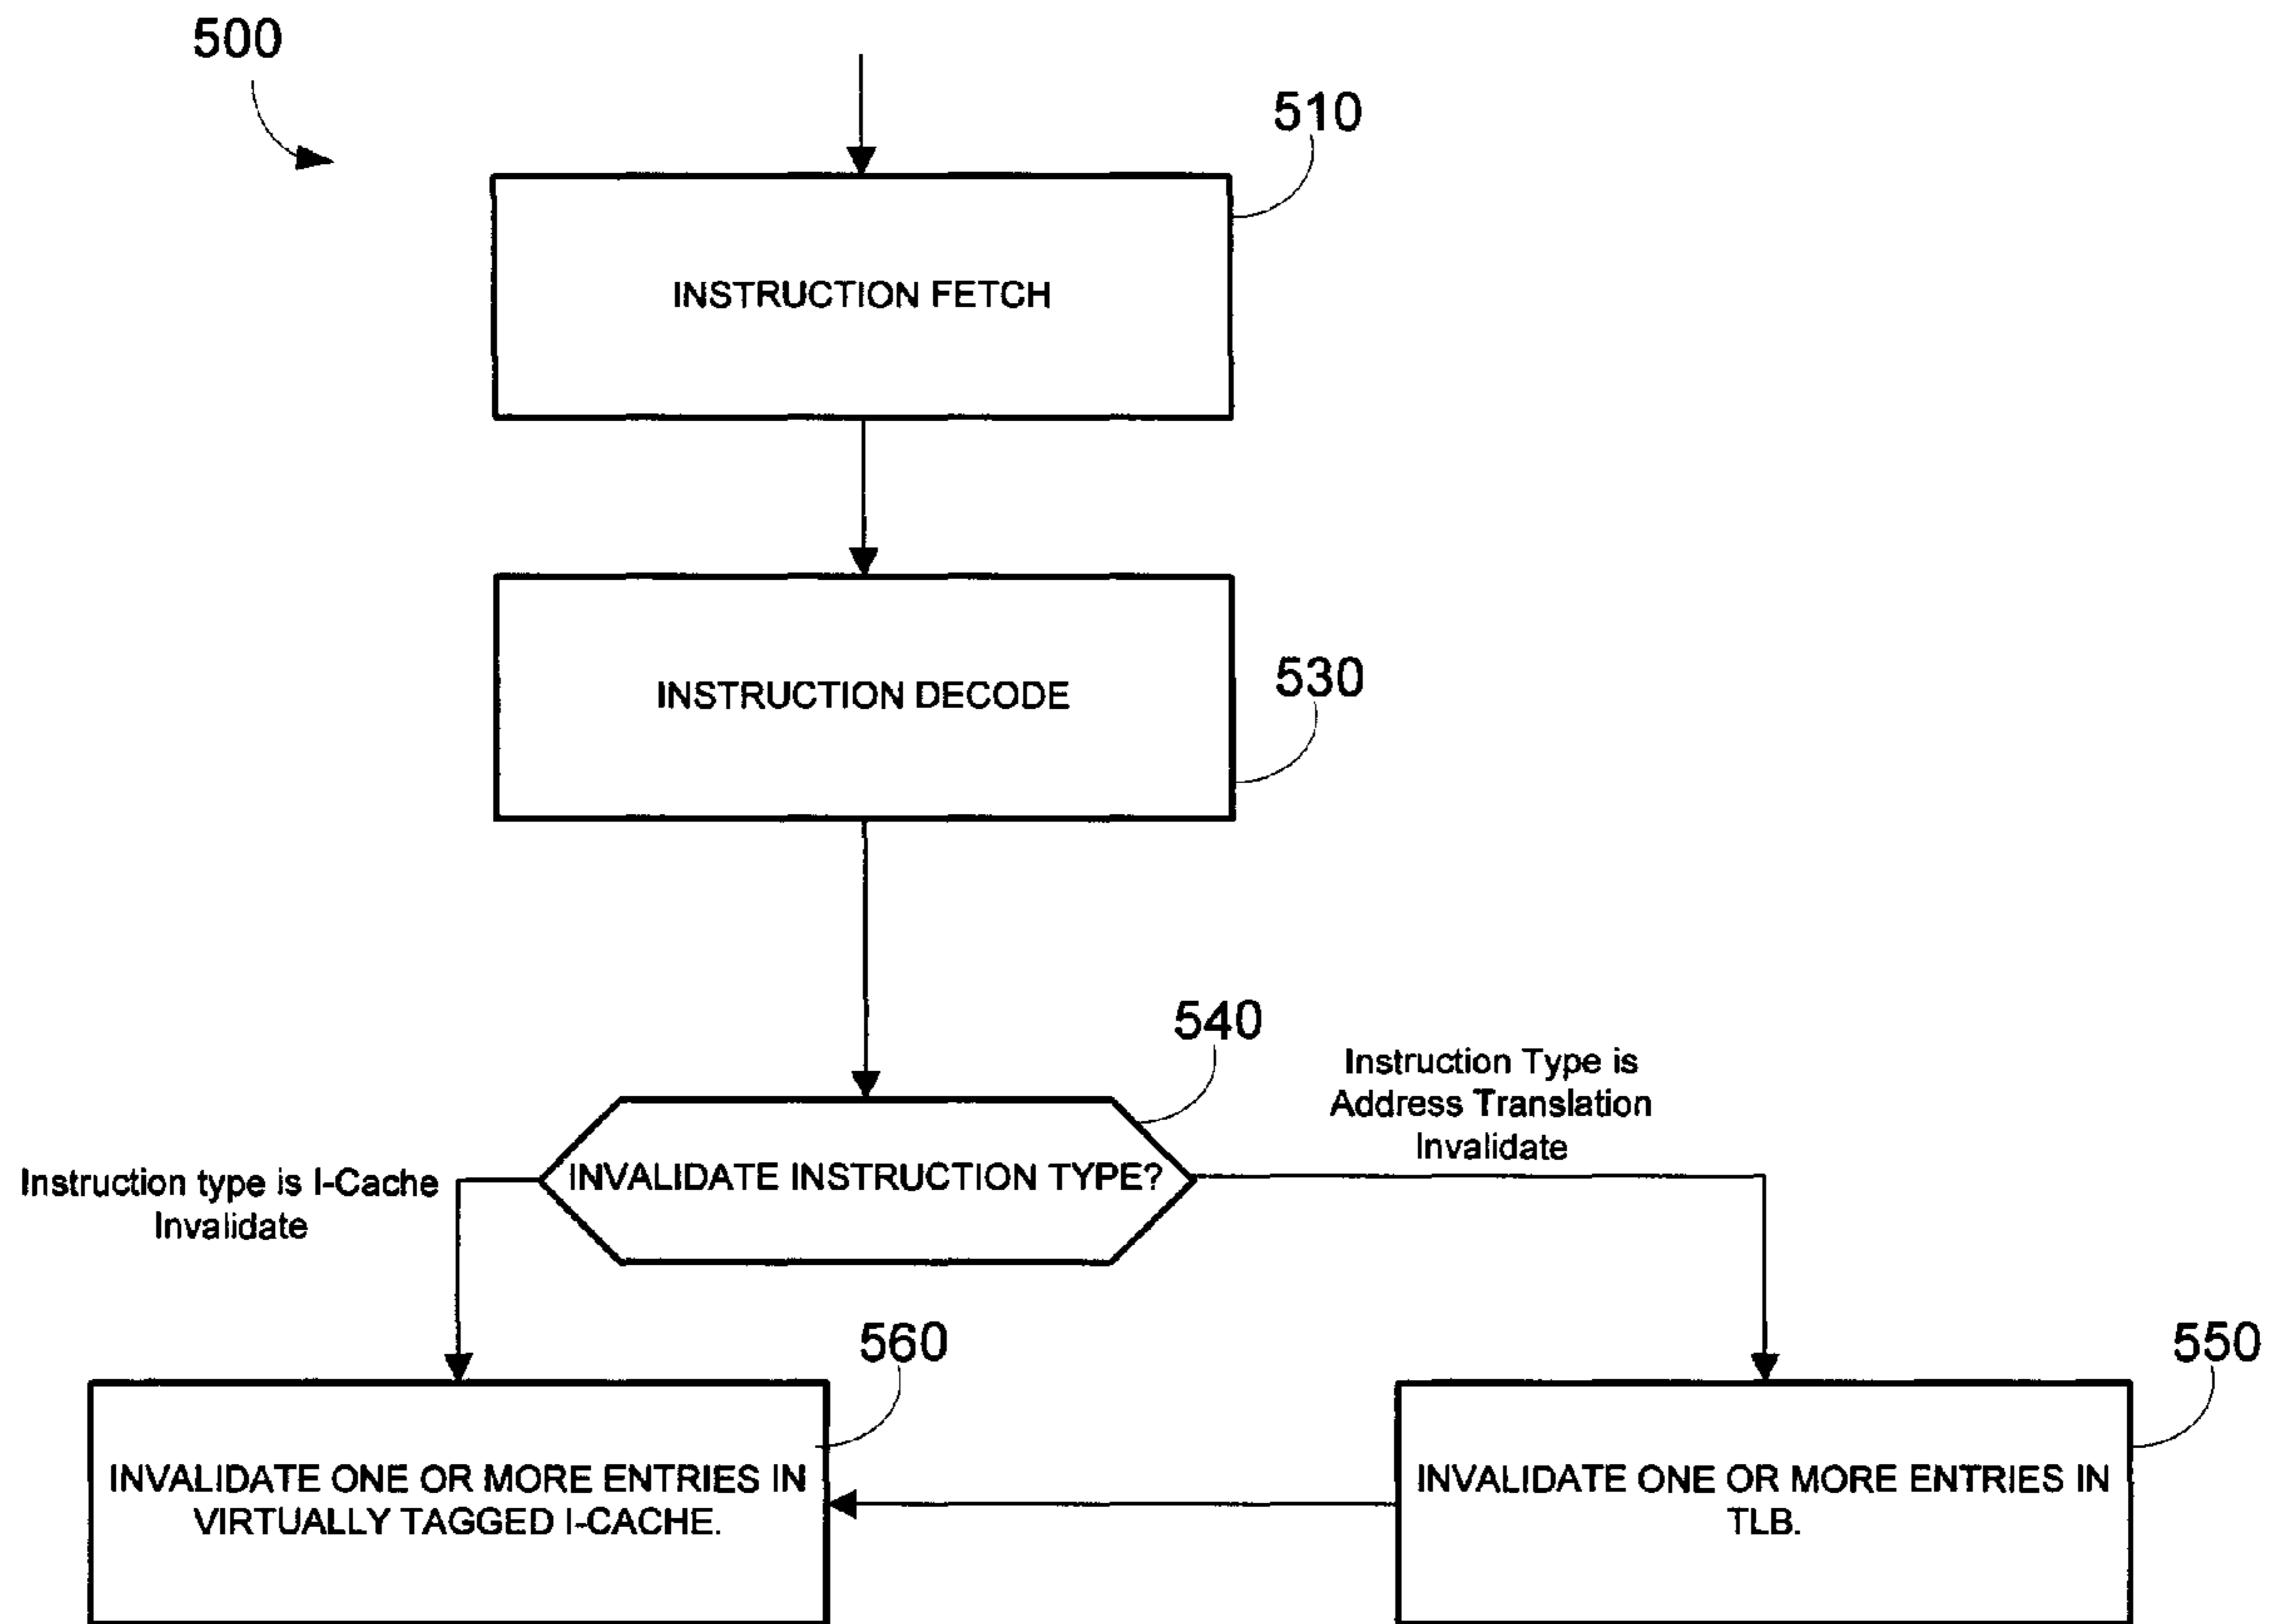 500
510
INSTRUCTION FETCH
530
INSTRUCTION DECODE
540
Instruction Type is
Address Translation
Invalidate
INVALIDATE INSTRUCTION TYPE?
Instruction type is I-Cache
Invalidate
560
550
INVALIDATE ONE OR MORE ENTRIES IN
VIRTUALLY TAGGED I-CACHE.
INVALIDATE ONE OR MORE ENTRIES IN
TLB.